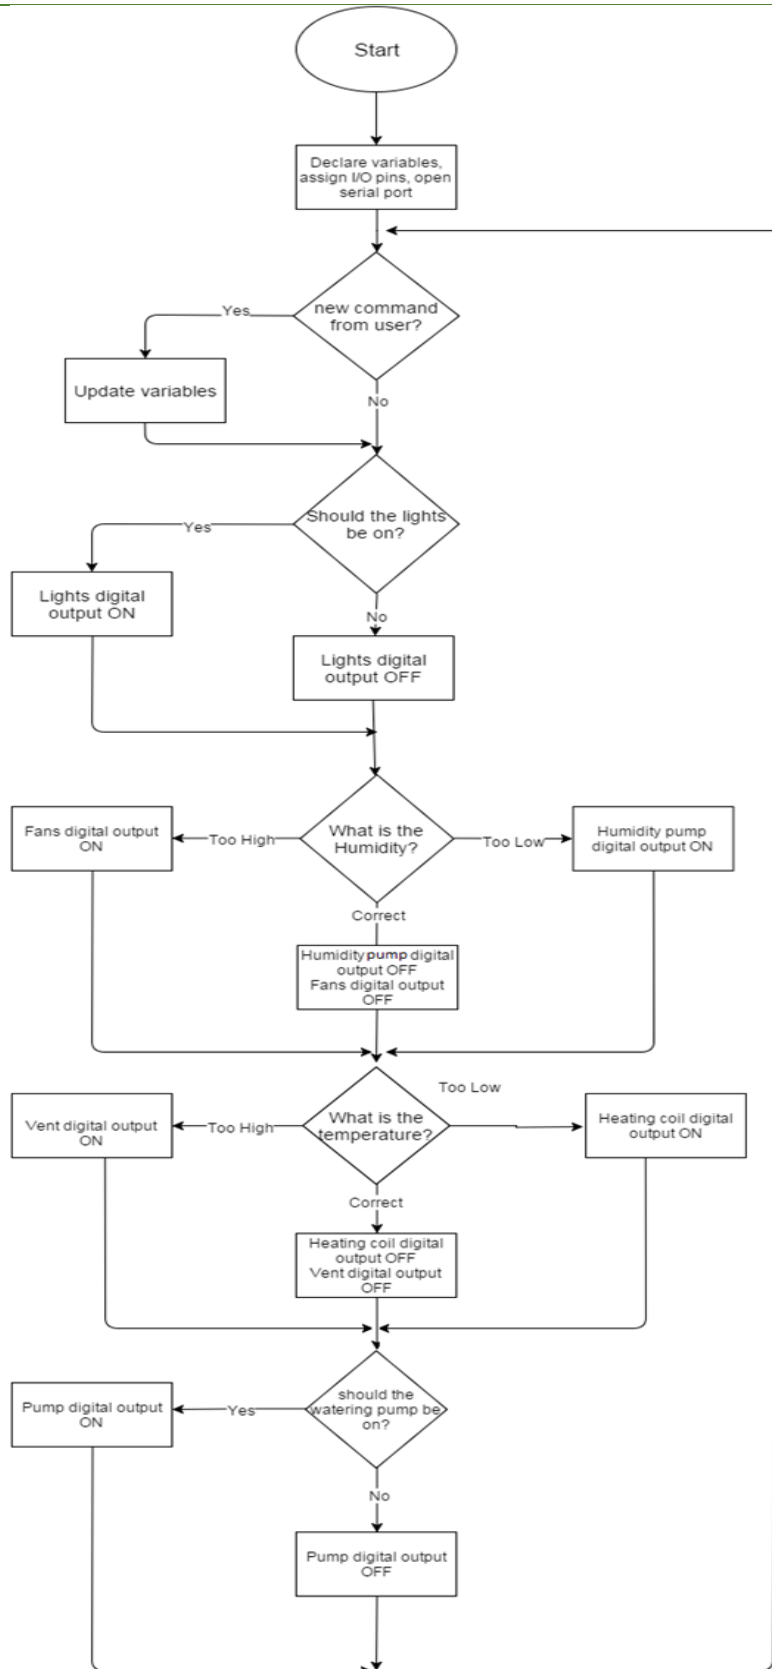 Start
Declare variables,
assign I/O pins, open
serial port
new command
from user?
Yes
Update variables
No
Should the lights
be on?
Yes
Lights digital
output ON
No
Lights digital
output OFF
What is the
Humidity?
Too High
Fans digital output
ON
Too Low
Humidity pump
digital output ON
Correct
Humidity pump digital
output OFF
Fans digital output
OFF
What is the
temperature?
Too High
Vent digital output
ON
Too Low
Heating coil digital
output ON
Correct
Heating coil digital
output OFF
Vent digital output
OFF
should the
watering pump be
on?
Yes
Pump digital output
ON
No
Pump digital output
OFF